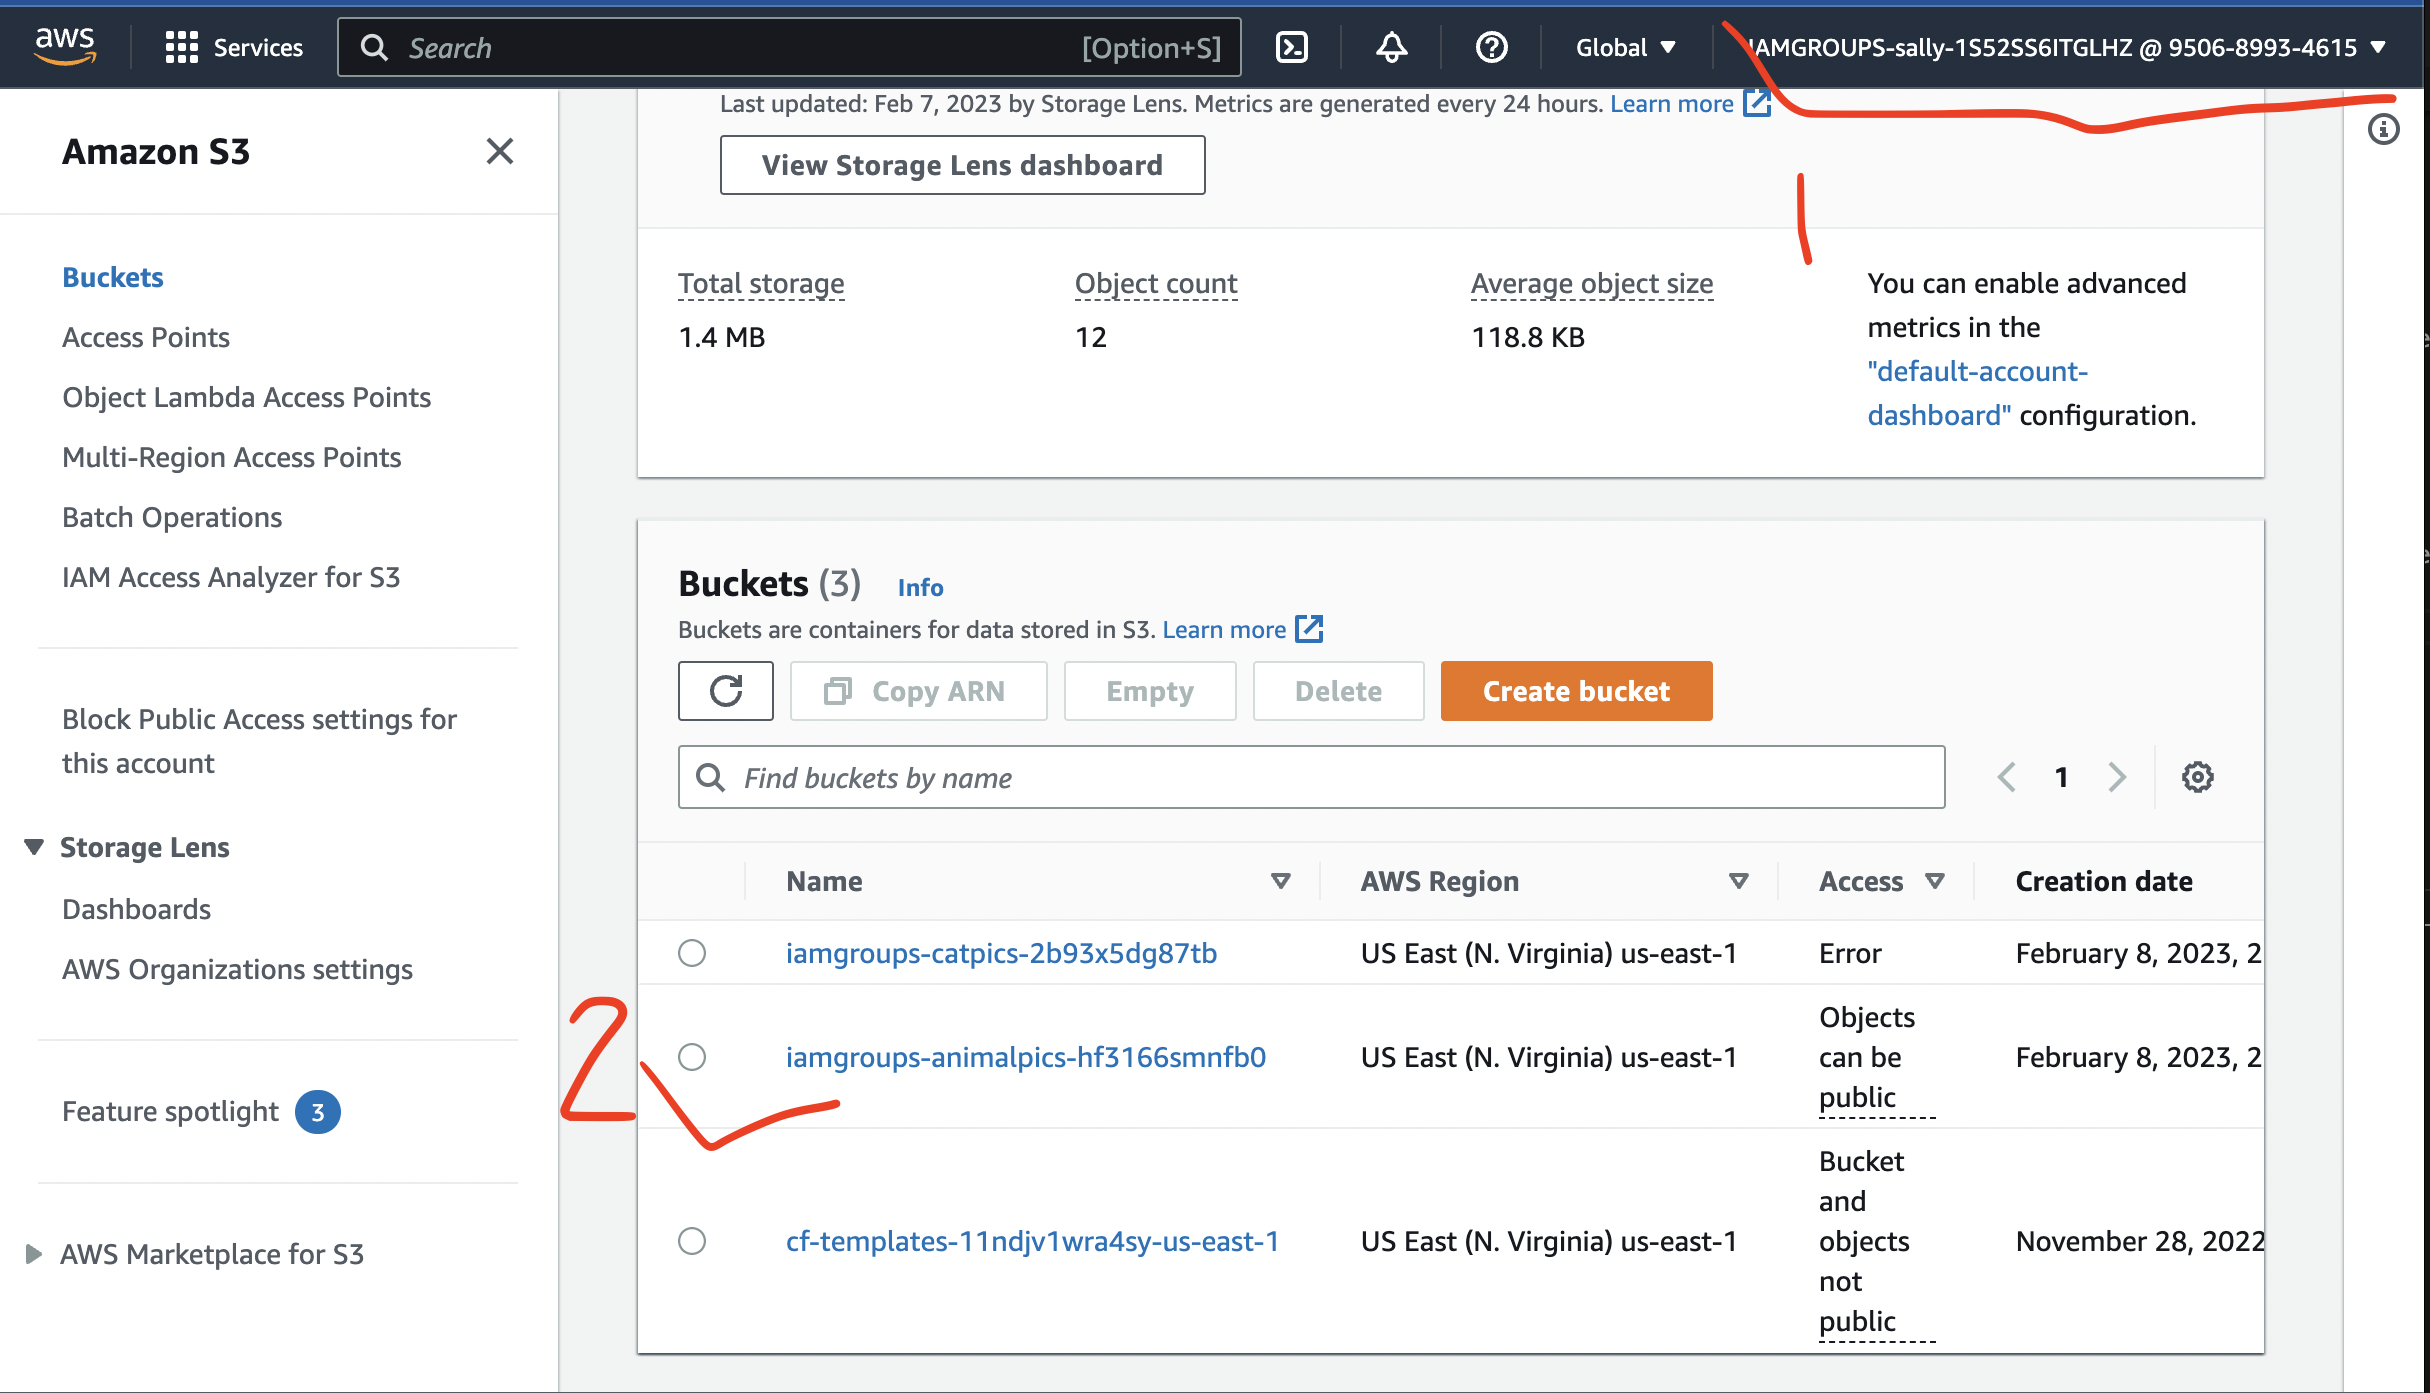 aws Services Search [Option+S] Global IAMGROUPS-sally-1S52SS6ITGLHZ @ 9506-8993-4615
Amazon S3
Buckets
Access Points
Object Lambda Access Points
Multi-Region Access Points
Batch Operations
IAM Access Analyzer for S3
Block Public Access settings for
this account
Storage Lens
Dashboards
AWS Organizations settings
Feature spotlight 3
AWS Marketplace for S3
Last updated: Feb 7, 2023 by Storage Lens. Metrics are generated every 24 hours. Learn more
View Storage Lens dashboard
1
Total storage Object count Average object size
1.4 MB 12 118.8 KB
You can enable advanced
metrics in the
"default-account-
dashboard" configuration.
Buckets (3) Info
Buckets are containers for data stored in S3. Learn more
Copy ARN Empty Delete Create bucket
Find buckets by name 1
Name AWS Region Access Creation date
iamgroups-catpics-2b93x5dg87tb US East (N. Virginia) us-east-1 Error February 8, 2023, 2
2
iamgroups-animalpics-hf3166smnfb0 US East (N. Virginia) us-east-1 Objects
can be
public February 8, 2023, 2
cf-templates-11ndjv1wra4sy-us-east-1 US East (N. Virginia) us-east-1 Bucket
and
objects
not
public November 28, 2022